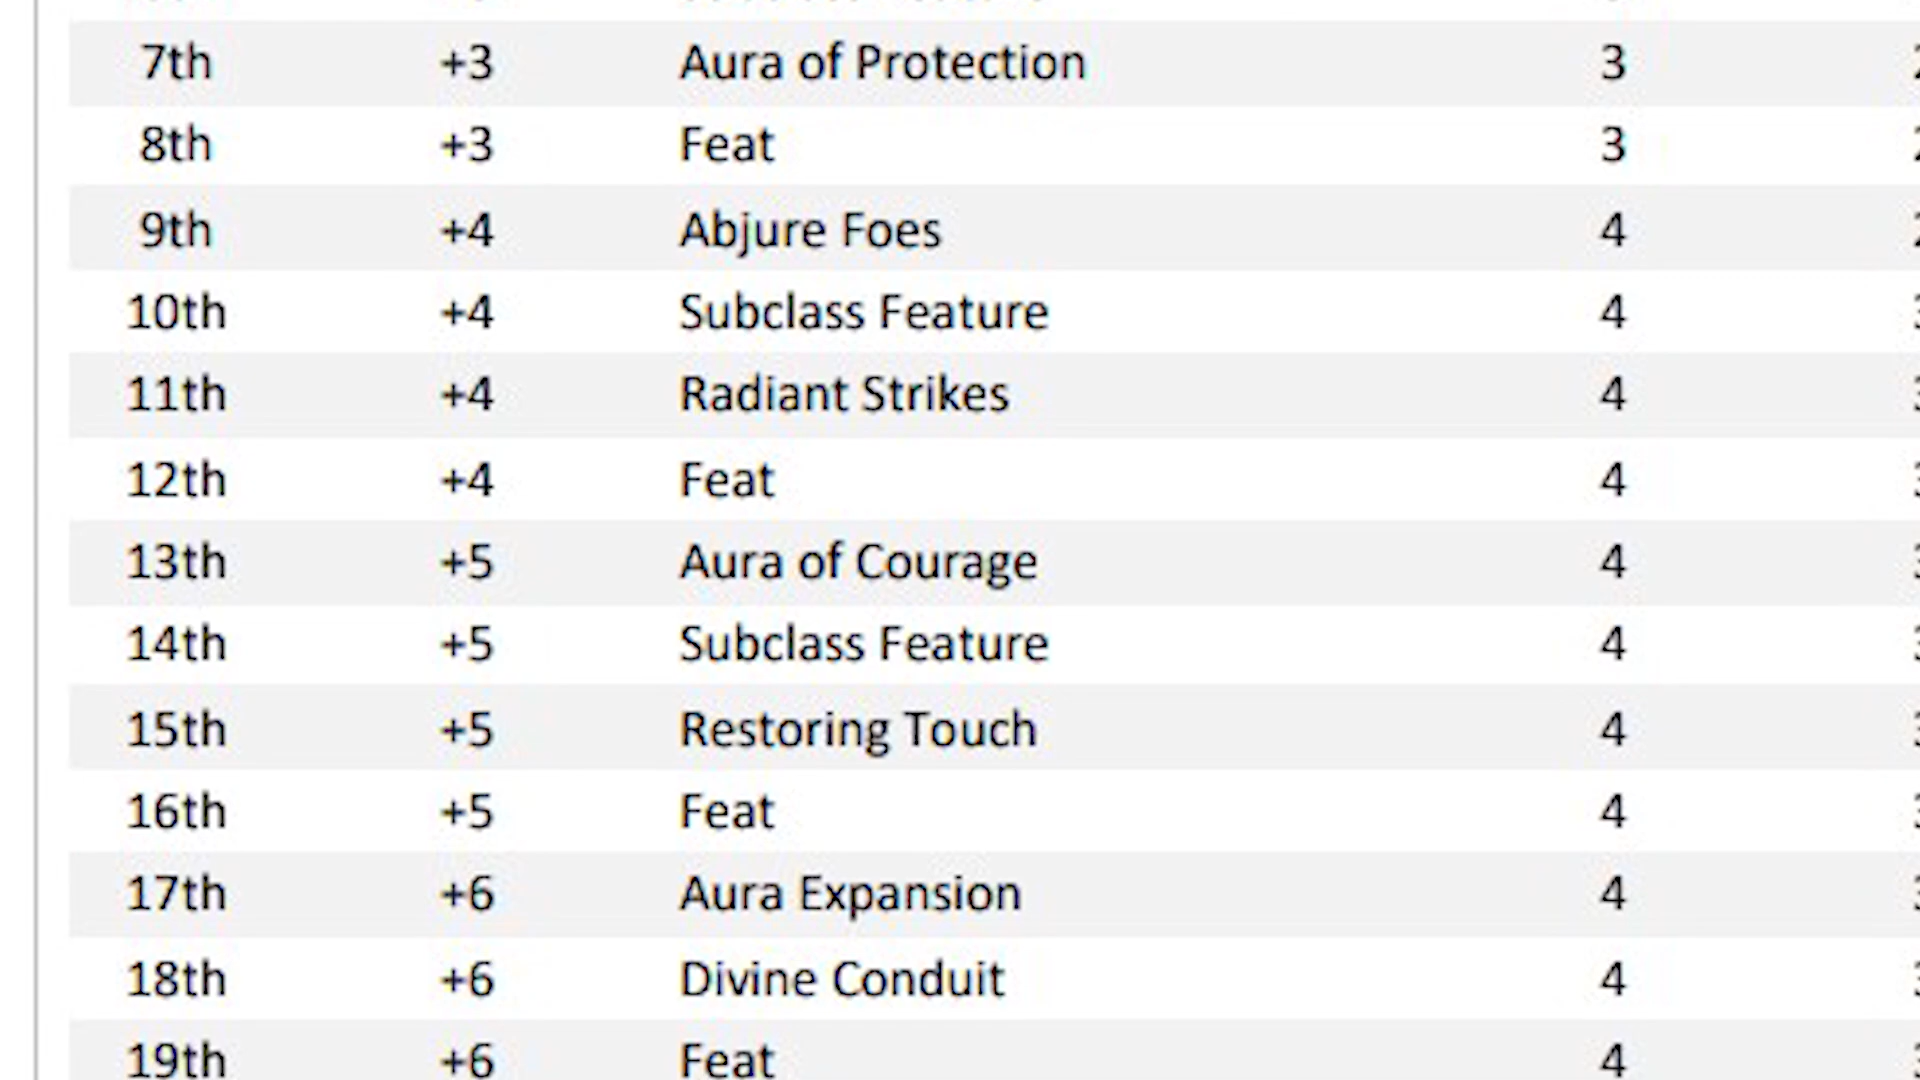 7th +3 Aura of Protection 3
8th +3 Feat 3
9th +4 Abjure Foes 4
10th +4 Subclass Feature 4
11th +4 Radiant Strikes 4
12th +4 Feat 4
13th +5 Aura of Courage 4
14th +5 Subclass Feature 4
15th +5 Restoring Touch 4
16th +5 Feat 4
17th +6 Aura Expansion 4
18th +6 Divine Conduit 4
19th +6 Feat 4